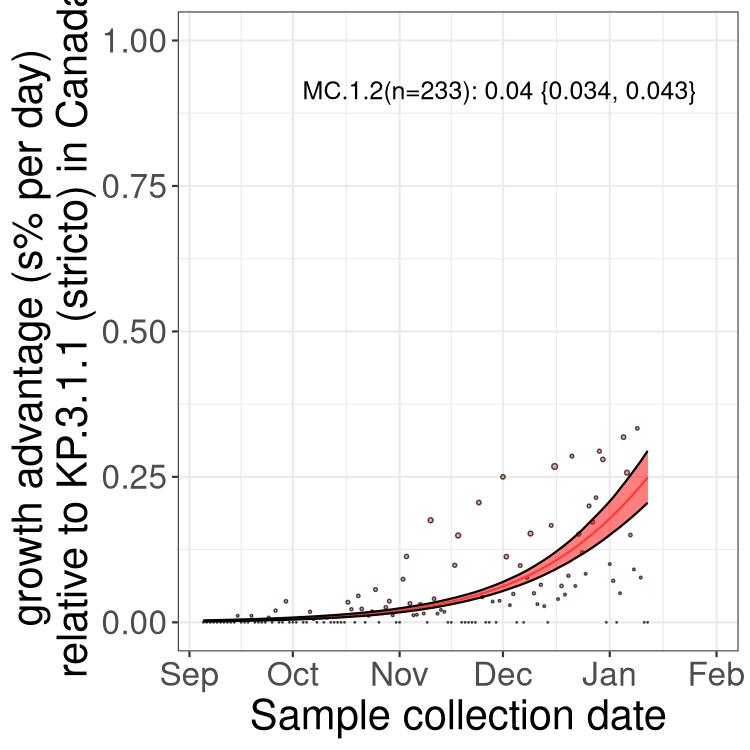 growth advantage (s% per day)
relative to KP.3.1.1 (stricto) in Canada
1.00
0.75
0.50
0.25
0.00
MC.1.2(n=233): 0.04 {0.034, 0.043}
Sep Oct Nov Dec Jan Feb
Sample collection date